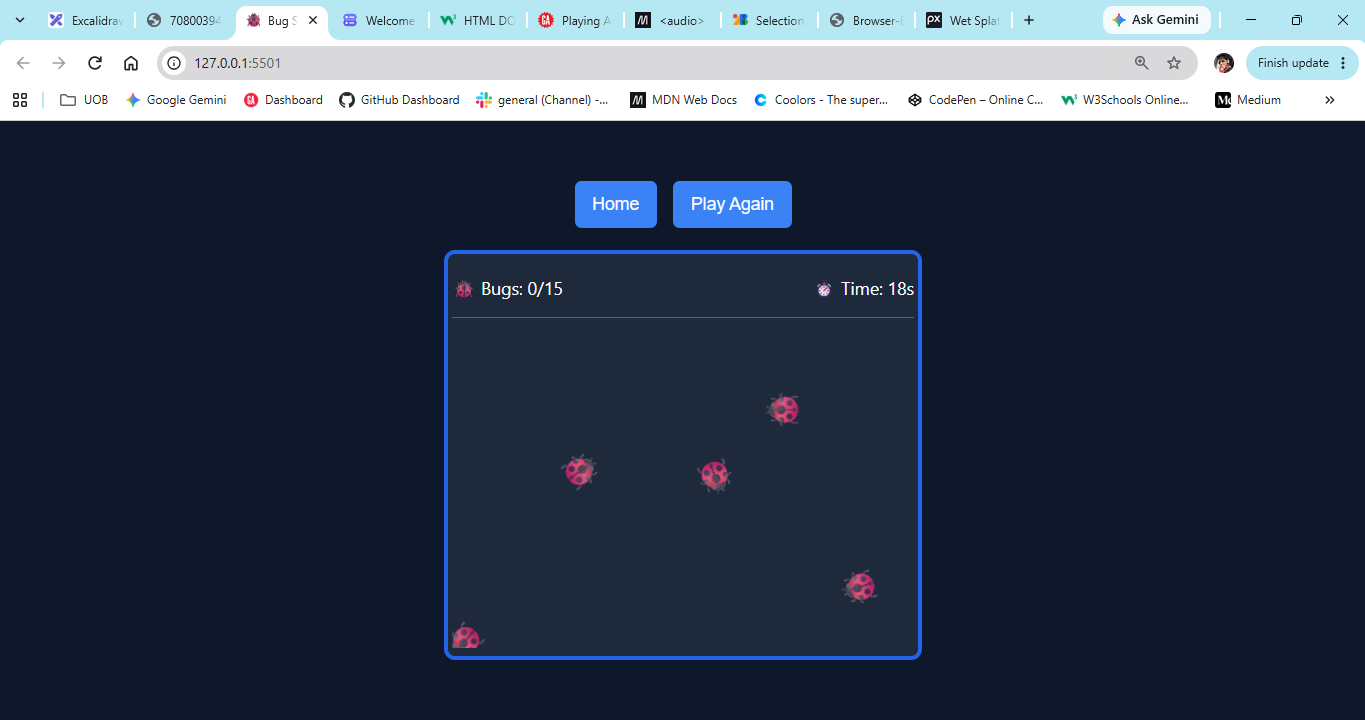 Excalidraw
70800394
Bug S
Welcome
HTML DO
Playing A
<audio>
Selection
Browser-E
Wet Splat
Ask Gemini
127.0.0.1:5501
Finish update
UOB
Google Gemini
Dashboard
GitHub Dashboard
general (Channel) -...
MDN Web Docs
Coolors - The super...
CodePen – Online C...
W3Schools Online...
Medium
Home
Play Again
Bugs: 0/15
Time: 18s